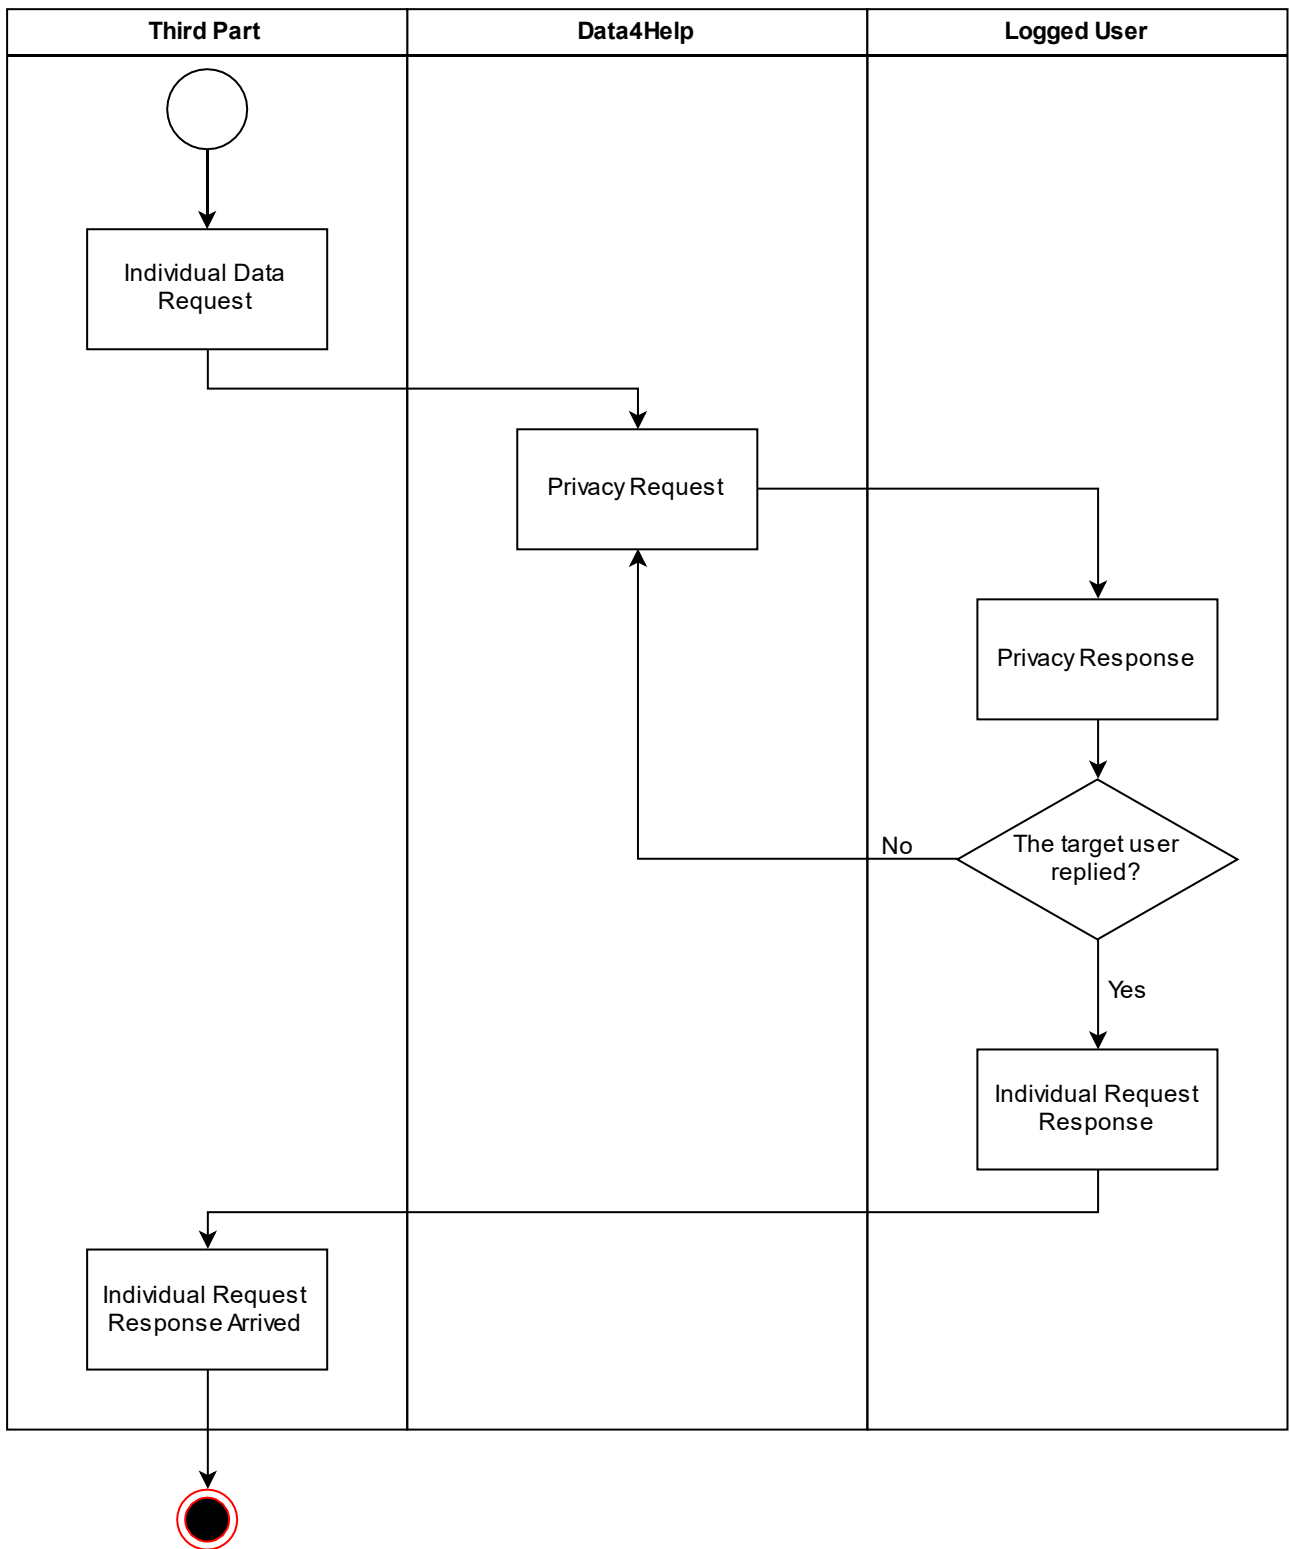 Third Part
Data4Help
Logged User
Individual Data
Request
Privacy Request
Privacy Response
The target user
replied?
No
Yes
Individual Request
Response
Individual Request
Response Arrived